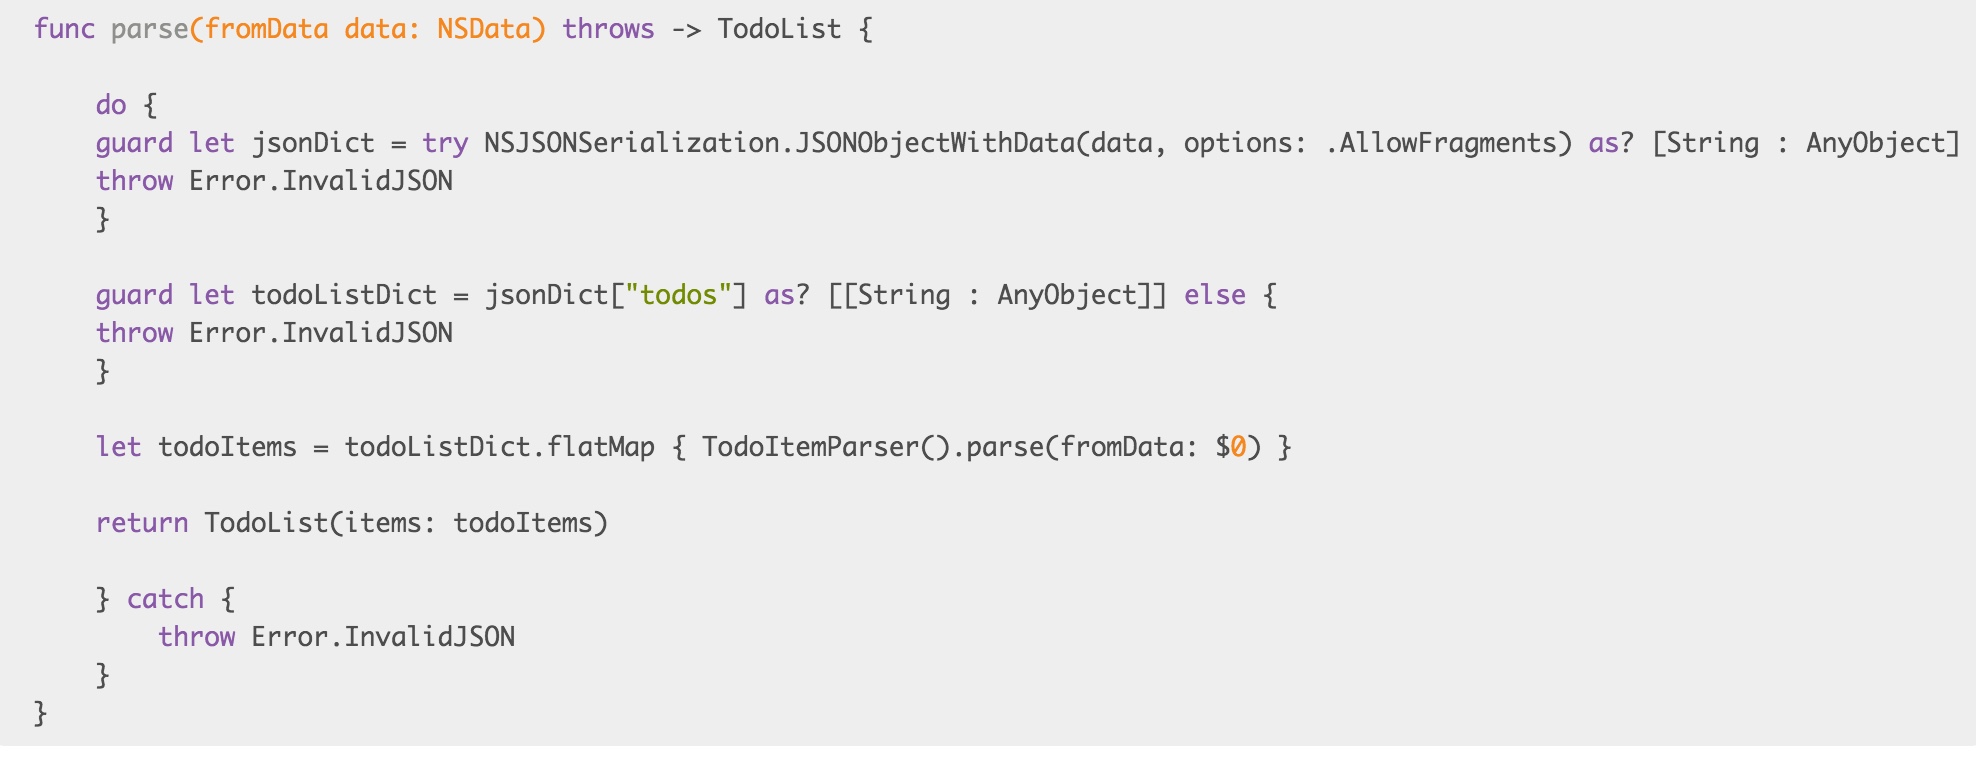 func parse(fromData data: NSData) throws -> TodoList {
do {
guard let jsonDict = try NSJSONSerialization.JSONObjectWithData(data, options: .AllowFragments) as? [String : AnyObject]
throw Error.InvalidJSON
}
guard let todoListDict = jsonDict["todos"] as? [[String : AnyObject]] else {
throw Error.InvalidJSON
}
let todoItems = todoListDict.flatMap { TodoItemParser().parse(fromData: $0) }
return TodoList(items: todoItems)
} catch {
throw Error.InvalidJSON
}
}